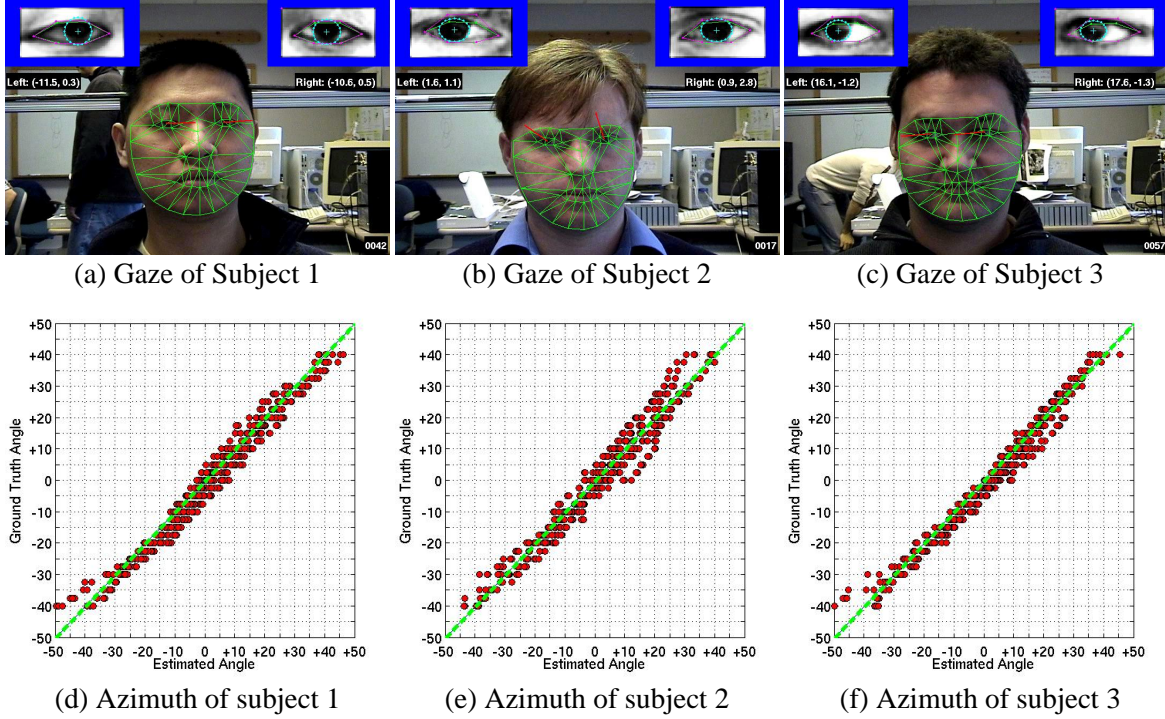 Left: (-11.5, 0.3) Right: (-10.6, 0.5)
0042
Left: (1.6, 1.1) Right: (0.9, 2.8)
0017
Left: (16.1, -1.2) Right: (17.6, -1.3)
0057
(a) Gaze of Subject 1
(b) Gaze of Subject 2
(c) Gaze of Subject 3
+50
+40
+30
+20
+10
0
-10
-20
-30
-40
-50
Ground Truth Angle
-50 -40 -30 -20 -10 0 +10 +20 +30 +40 +50
Estimated Angle
(d) Azimuth of subject 1
+50
+40
+30
+20
+10
0
-10
-20
-30
-40
-50
Ground Truth Angle
-50 -40 -30 -20 -10 0 +10 +20 +30 +40 +50
Estimated Angle
(e) Azimuth of subject 2
+50
+40
+30
+20
+10
0
-10
-20
-30
-40
-50
Ground Truth Angle
-50 -40 -30 -20 -10 0 +10 +20 +30 +40 +50
Estimated Angle
(f) Azimuth of subject 3